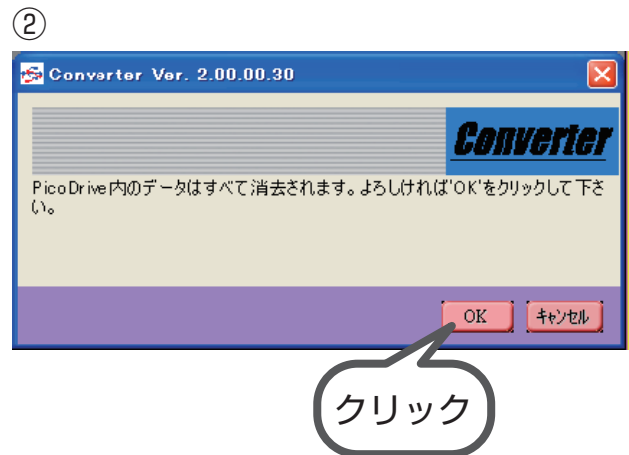 ②
Converter Ver. 2.00.00.30
Converter
PicoDrive内のデータはすべて消去されます。よろしければ'OK'をクリックして下さ
い。
OK キャンセル
クリック